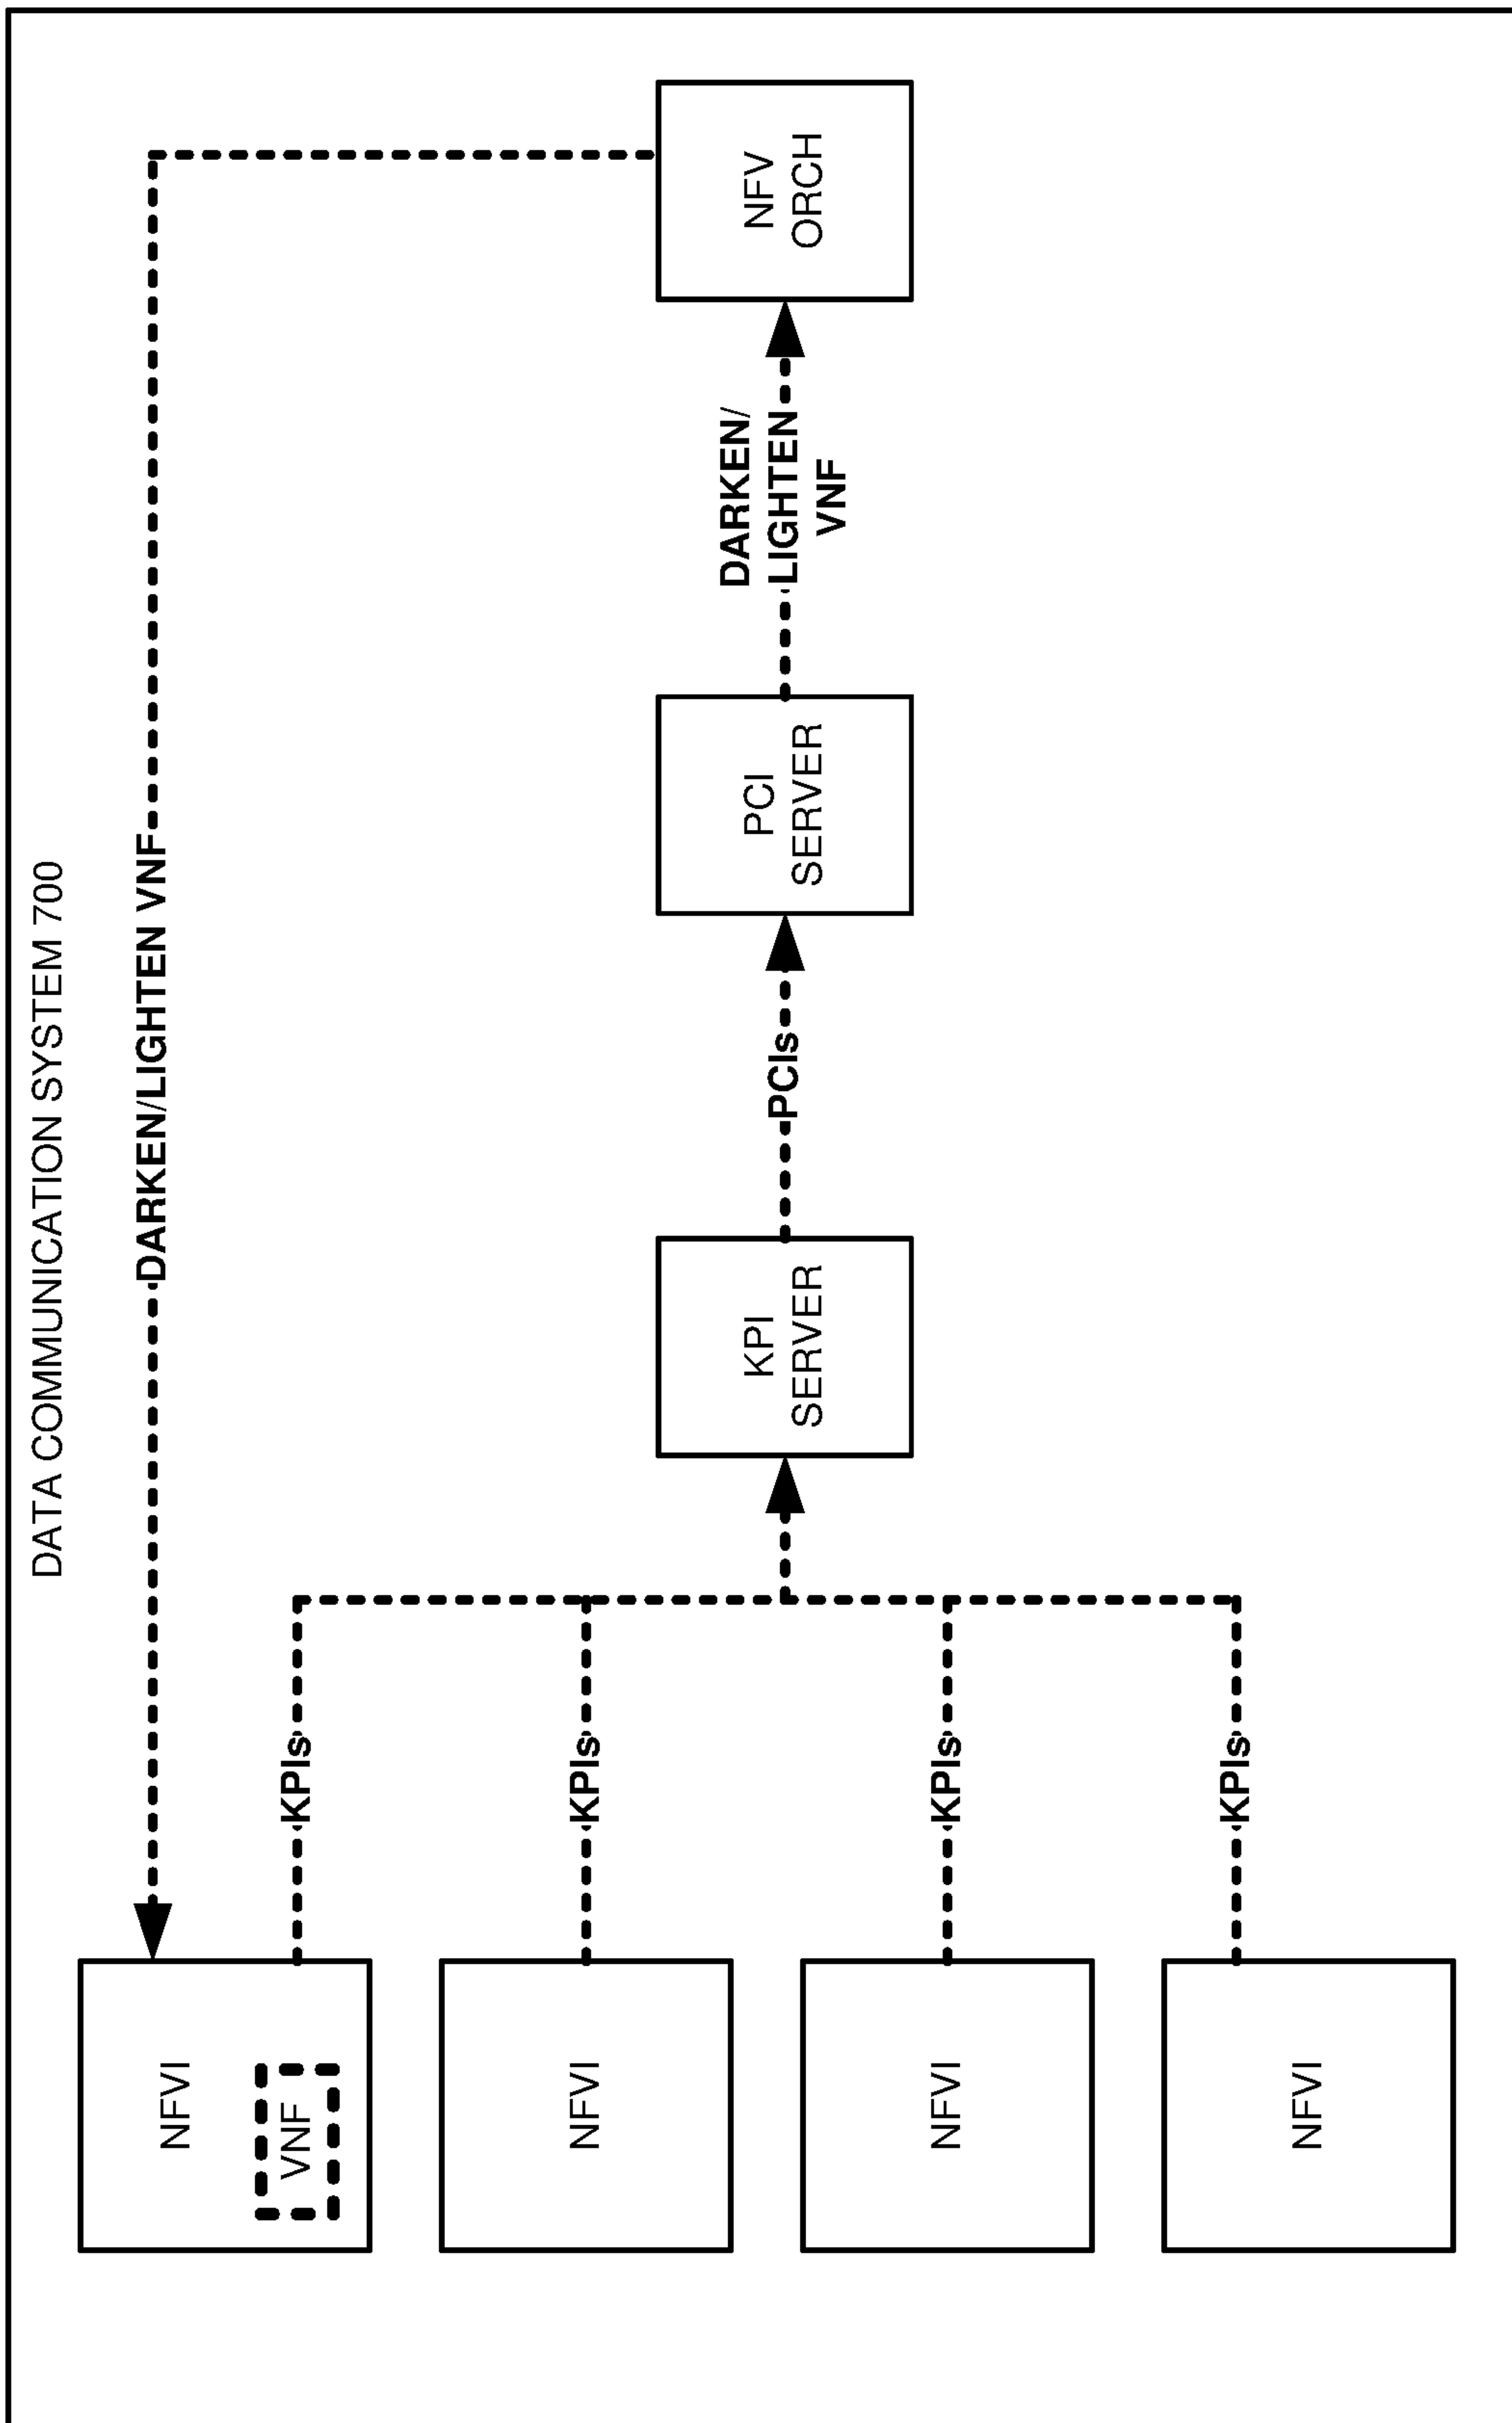 DATA COMMUNICATION SYSTEM 700
DARKEN/LIGHTEN VNF
NFVI
VNF
KPIs
NFVI
KPIs
NFVI
KPIs
NFVI
KPIs
KPI
SERVER
PCIs
PCI
SERVER
DARKEN/
LIGHTEN
VNF
NFV
ORCH